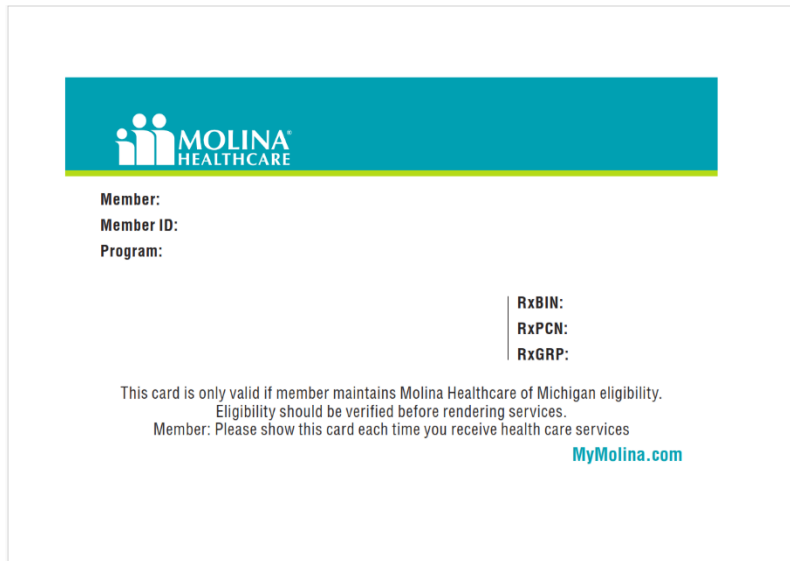 MOLINA®
HEALTHCARE
Member:
Member ID:
Program:
RxBIN:
RxPCN:
RxGRP:
This card is only valid if member maintains Molina Healthcare of Michigan eligibility.
Eligibility should be verified before rendering services.
Member: Please show this card each time you receive health care services
MyMolina.com